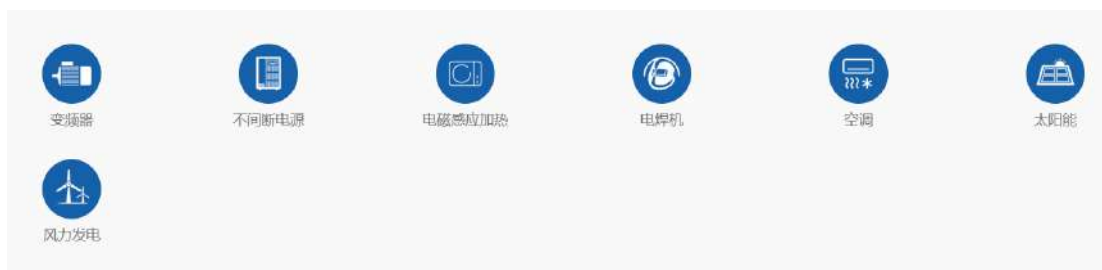 变频器
不间断电源
电磁感应加热
电焊机
空调
太阳能
风力发电